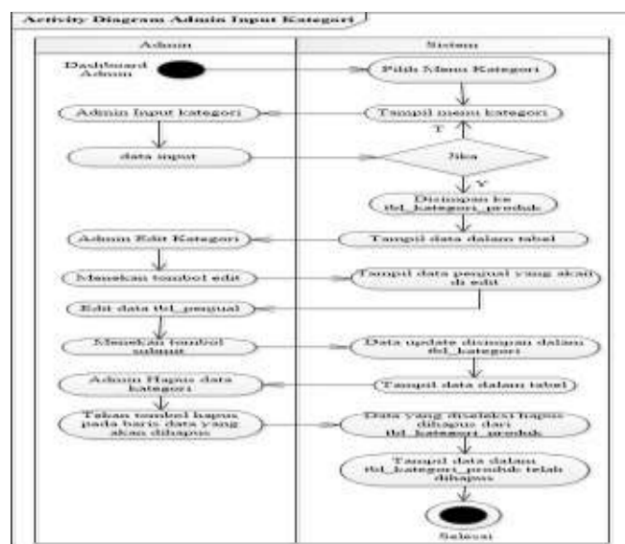 Activity Diagram Admin Input Kategori
Admin
Sistem
Dashboard
Admin
Pilih Menu Kategori
Admin Input kategori
Tampil menu kategori
T
data input
Jika
Y
Disimpan ke
tbl_kategori_produk
Admin Edit Kategori
Tampil data dalam tabel
Menekan tombol edit
Tampil data penjual yang akan
di edit
Edit data tbl_penjual
Menekan tombol
submit
Data update disimpan dalam
tbl_kategori
Admin Hapus data
kategori
Tampil data dalam tabel
Tekan tombol hapus
pada baris data yang
akan dihapus
Data yang diseleksi hapus
dihapus dari
tbl_kategori_produk
Tampil data dalam
tbl_kategori_produk telah
dihapus
Selesai